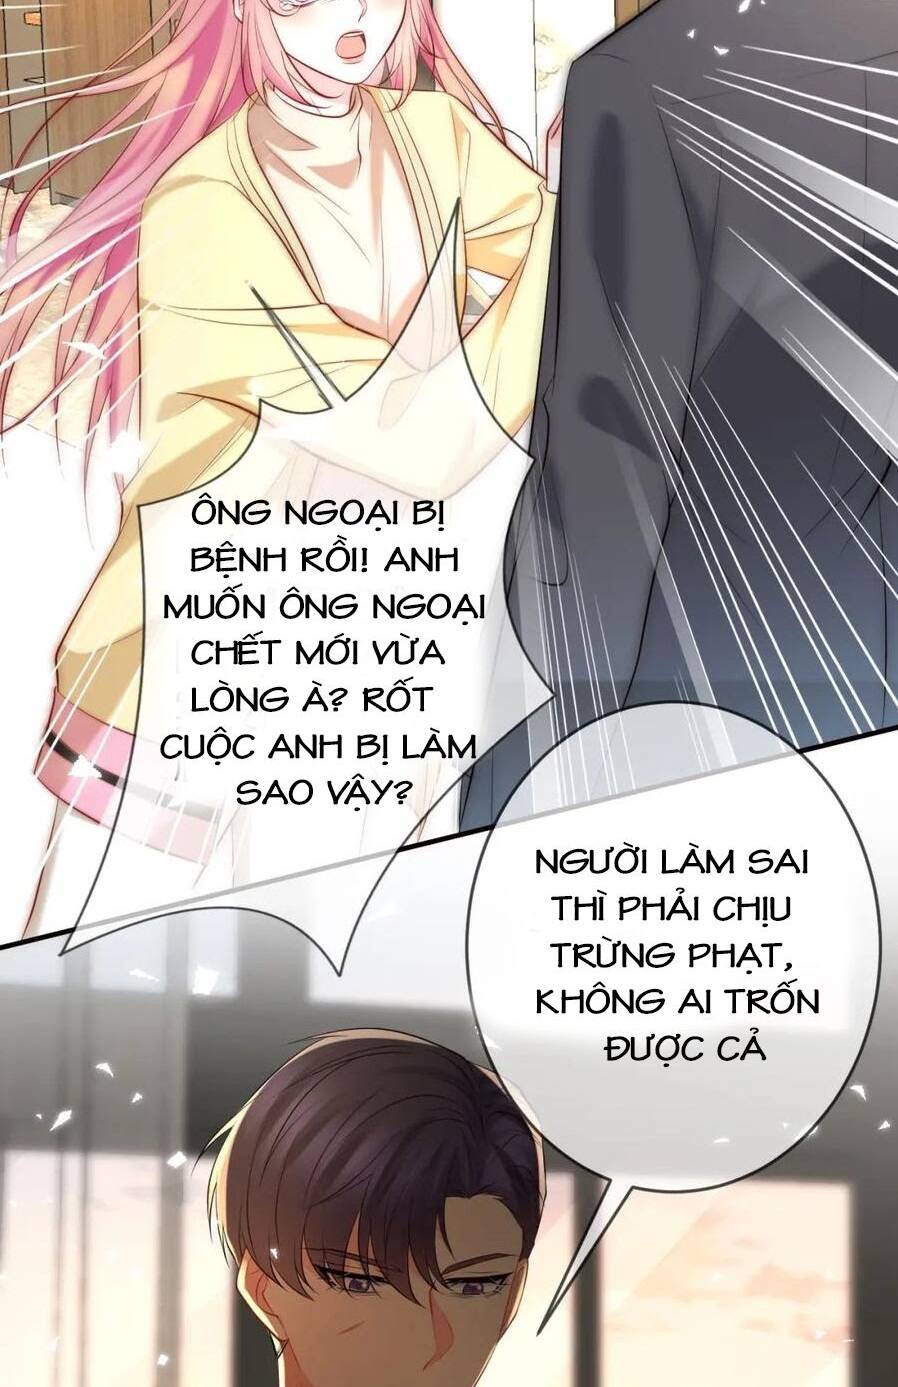 ÔNG NGOẠI BỊ
BỆNH RỒI! ANH
MUỐN ÔNG NGOẠI
CHẾT MỚI VỪA
LÒNG À? RỐT
CUỘC ANH BỊ LÀM
SAO VẬY?
NGƯỜI LÀM SAI
THÌ PHẢI CHỊU
TRỪNG PHẠT,
KHÔNG AI TRỐN
ĐƯỢC CẢ